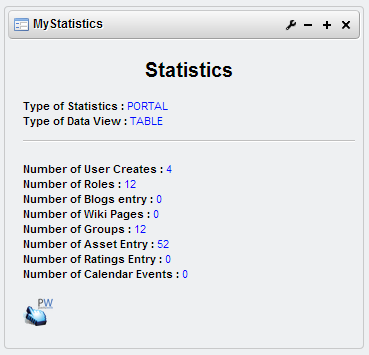 MyStatistics
Statistics
Type of Statistics : PORTAL
Type of Data View : TABLE
Number of User Creates : 4
Number of Roles : 12
Number of Blogs entry : 0
Number of Wiki Pages : 0
Number of Groups : 12
Number of Asset Entry : 52
Number of Ratings Entry : 0
Number of Calendar Events : 0
PW